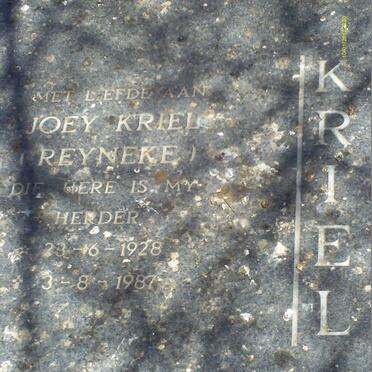 MET LIEFDE AAN
JOEY KRIEL
(REYNEKE)
DIE HERE IS MY
HERDER
23-6-1928
3-8-1987
KRIEL